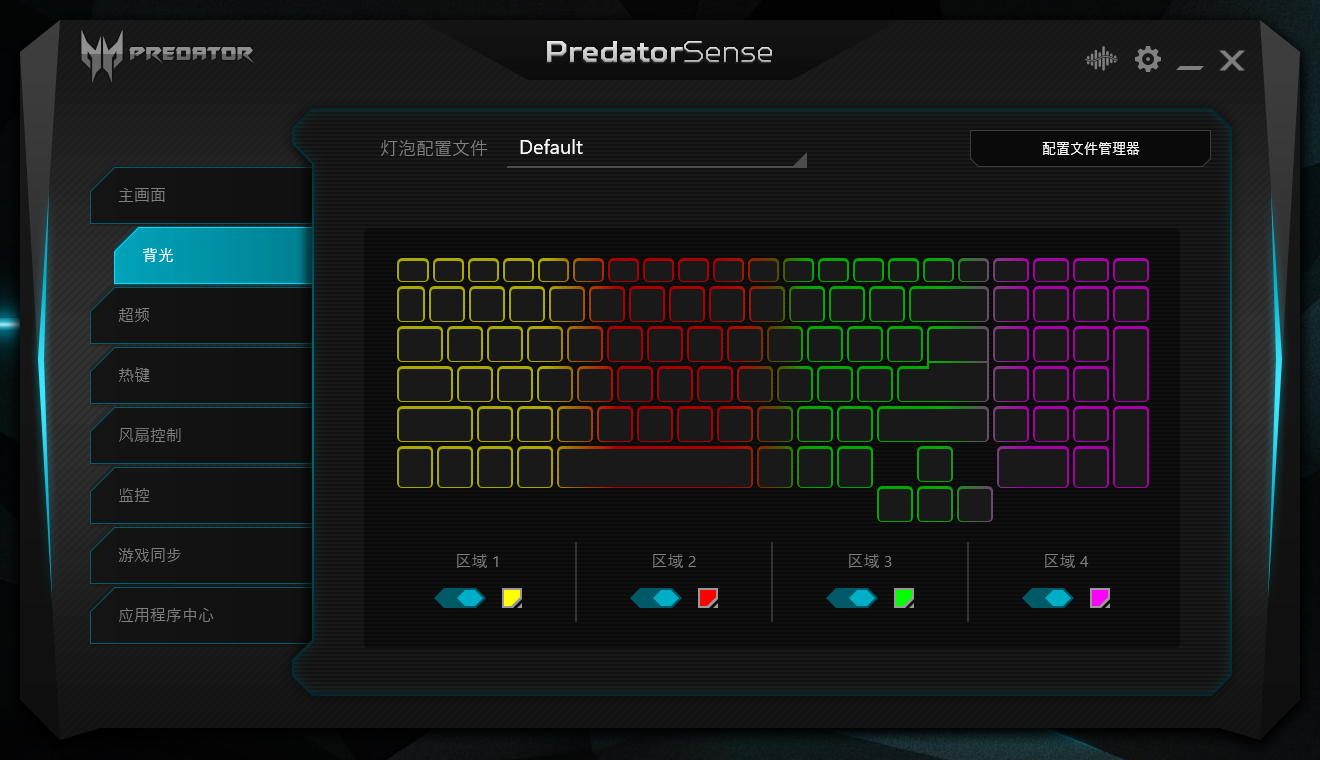 PREDATOR
PredatorSense
灯泡配置文件 Default 配置文件管理器
主画面
背光
超频
热键
风扇控制
监控
游戏同步
应用程序中心
区域 1 区域 2 区域 3 区域 4